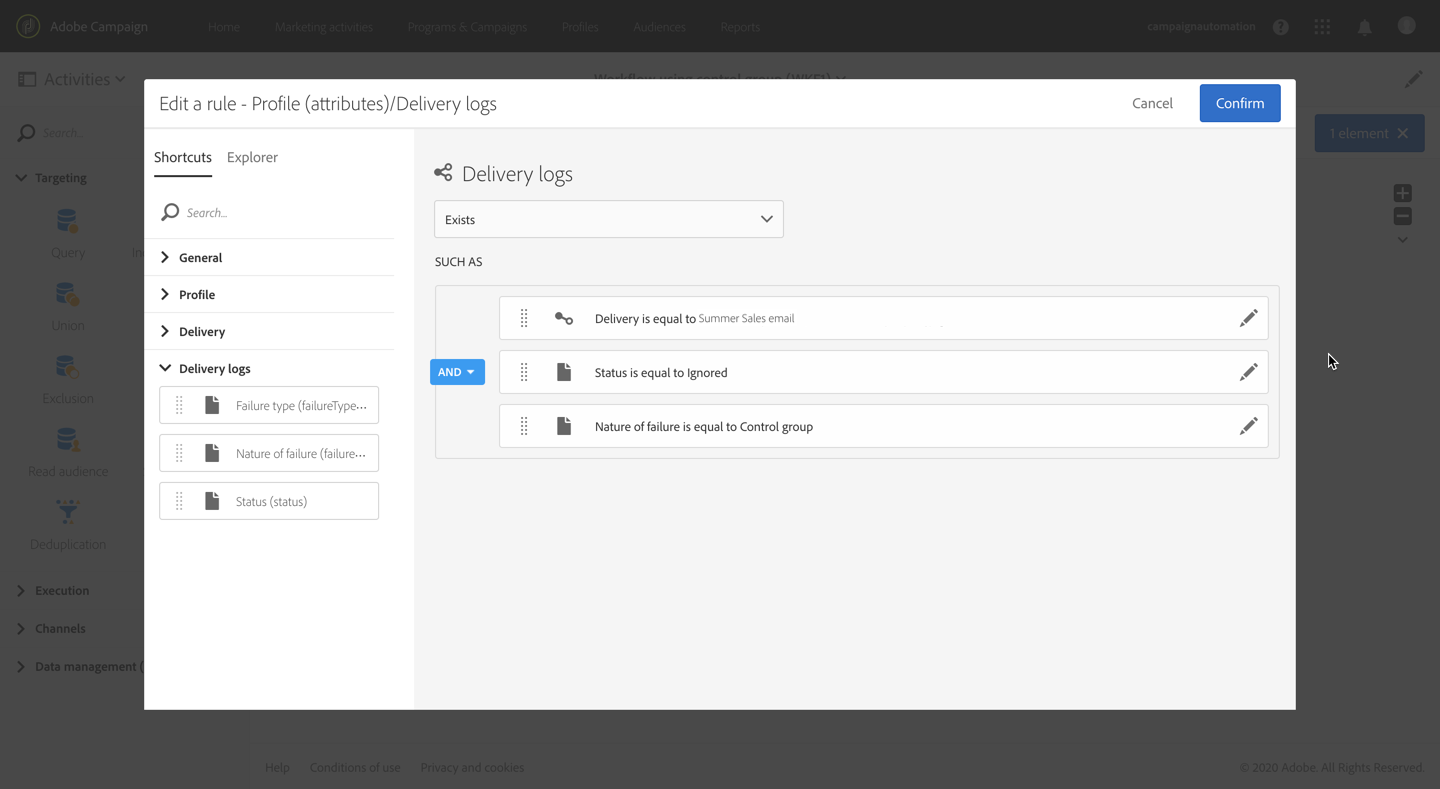 Adobe Campaign
Home
Marketing activities
Programs & Campaigns
Profiles
Audiences
Reports
campaignautomation
Activities
Workflow using control group (WKF1)
Edit a rule - Profile (attributes)/Delivery logs
Cancel
Confirm
Search...
1 element
Shortcuts
Explorer
Targeting
Delivery logs
Search...
Exists
Query
General
SUCH AS
Profile
Delivery is equal to Summer Sales email
Union
Delivery
Delivery logs
AND
Status is equal to Ignored
Exclusion
Failure type (failureType...
Nature of failure is equal to Control group
Nature of failure (failure...
Read audience
Status (status)
Deduplication
Execution
Channels
Data management (
Help
Conditions of use
Privacy and cookies
© 2020 Adobe. All Rights Reserved.